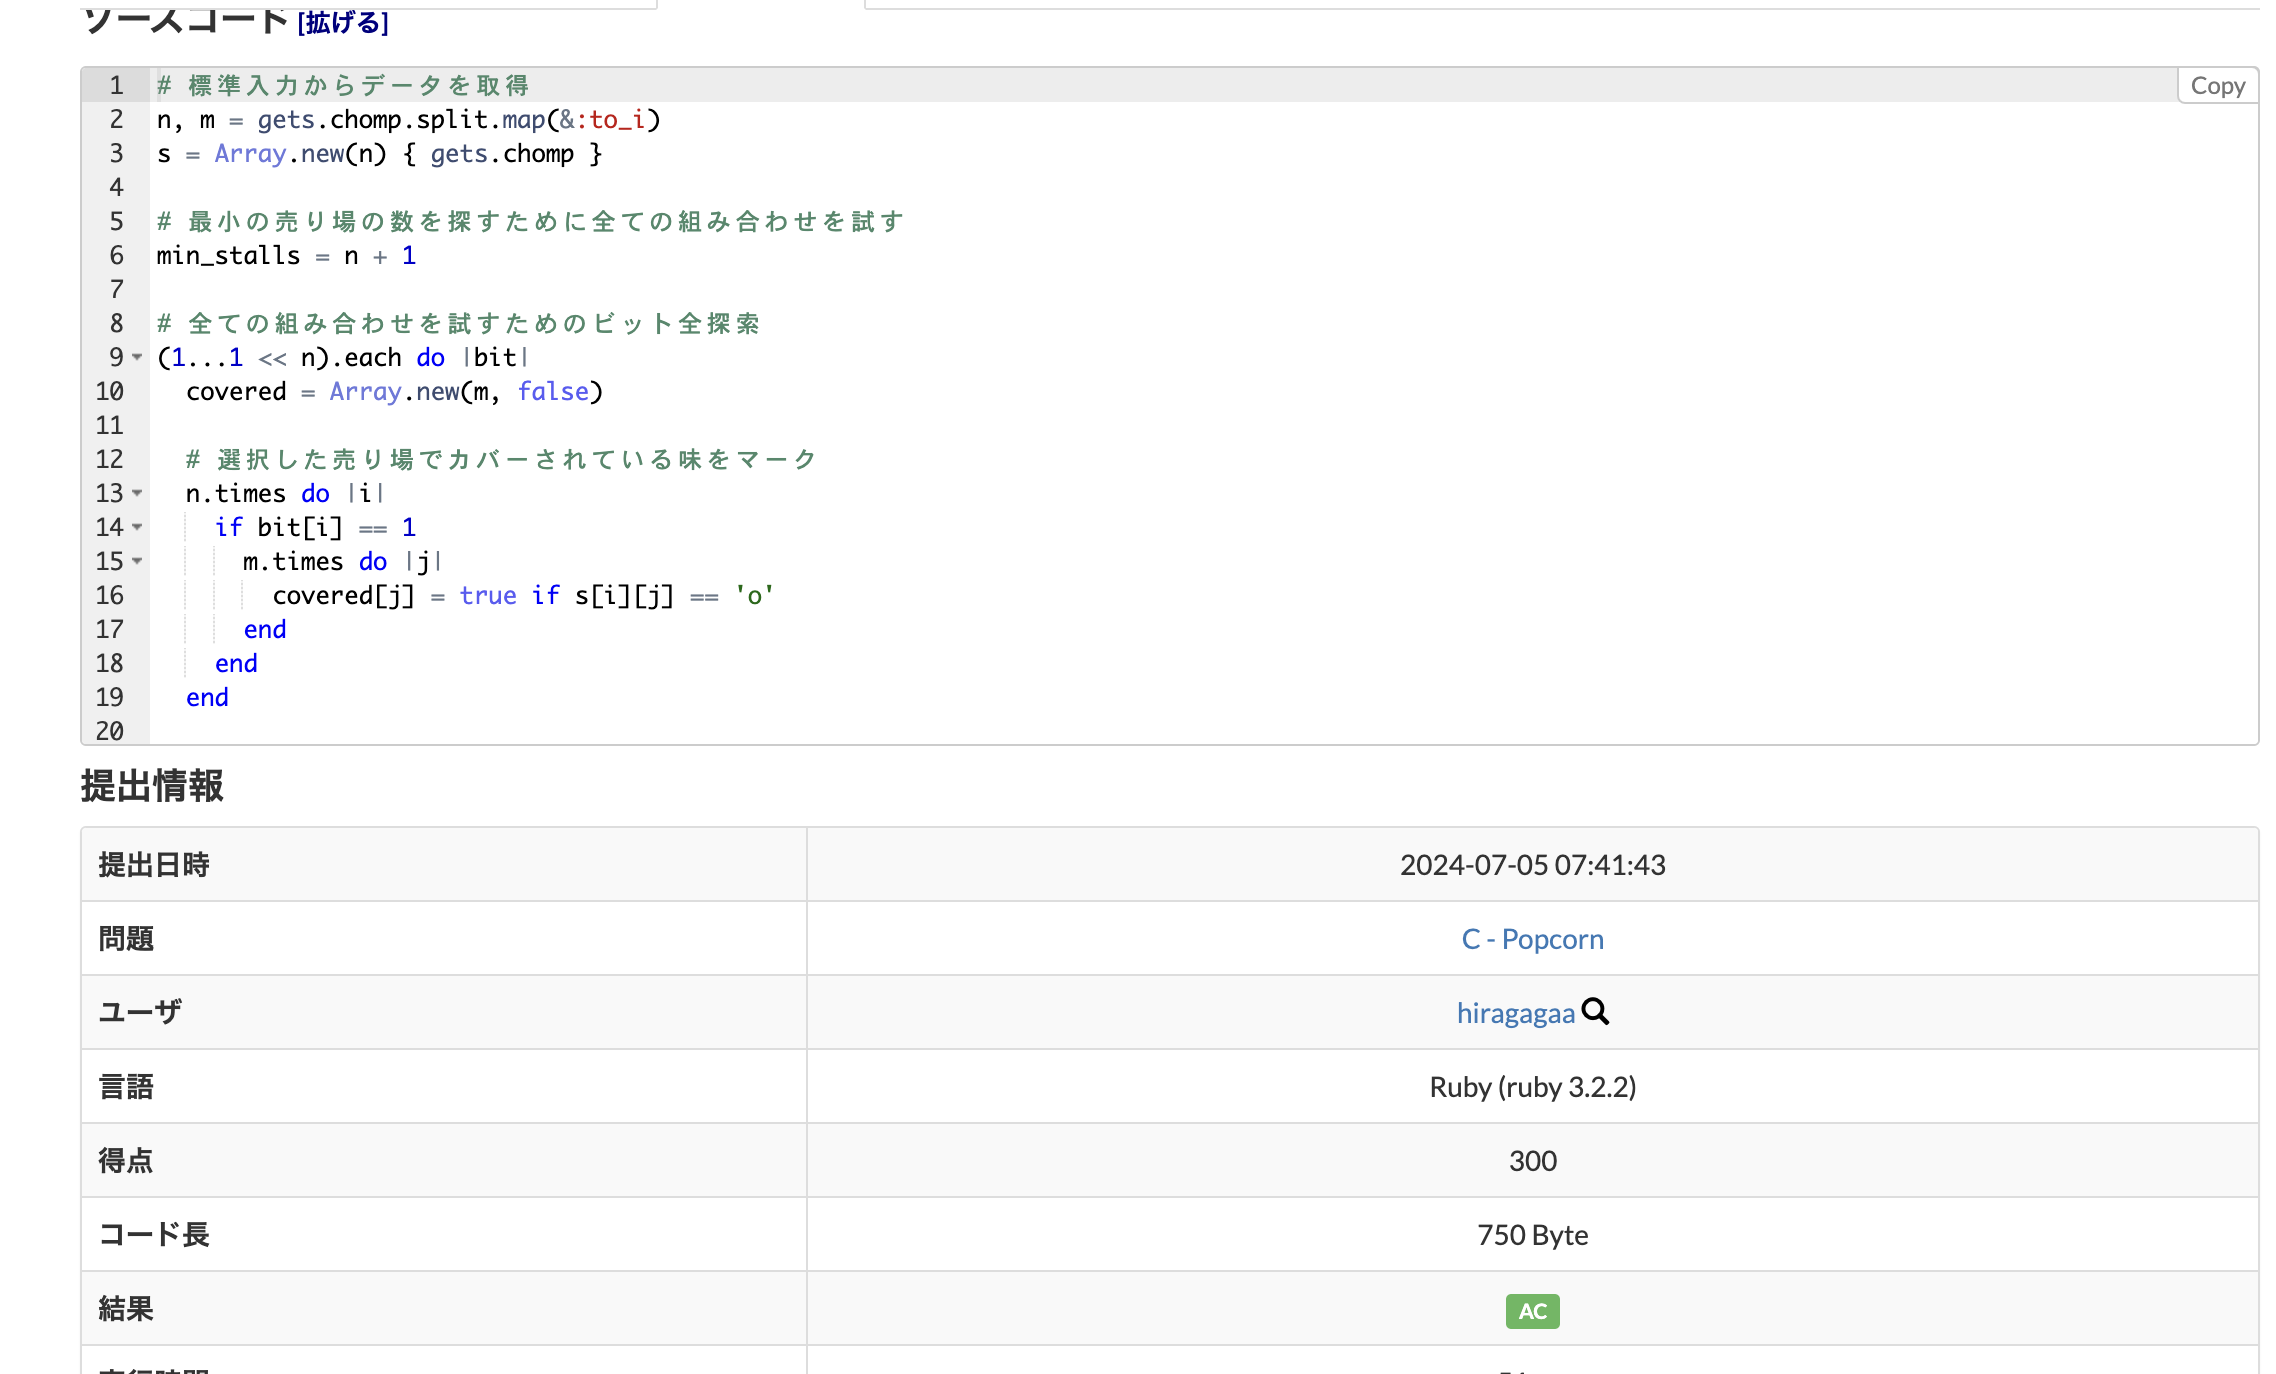 ソースコード [拡げる]
Copy
1 # 標準入力からデータを取得
2 n, m = gets.chomp.split.map(&:to_i)
3 s = Array.new(n) { gets.chomp }
4
5 # 最小の売り場の数を探すために全ての組み合わせを試す
6 min_stalls = n + 1
7
8 # 全ての組み合わせを試すためのビット全探索
9 (1...1 << n).each do |bit|
10   covered = Array.new(m, false)
11
12   # 選択した売り場でカバーされている味をマーク
13   n.times do |i|
14     if bit[i] == 1
15       m.times do |j|
16         covered[j] = true if s[i][j] == 'o'
17       end
18     end
19   end
20
提出情報
提出日時 2024-07-05 07:41:43
問題 C - Popcorn
ユーザ hiragagaa
言語 Ruby (ruby 3.2.2)
得点 300
コード長 750 Byte
結果 AC